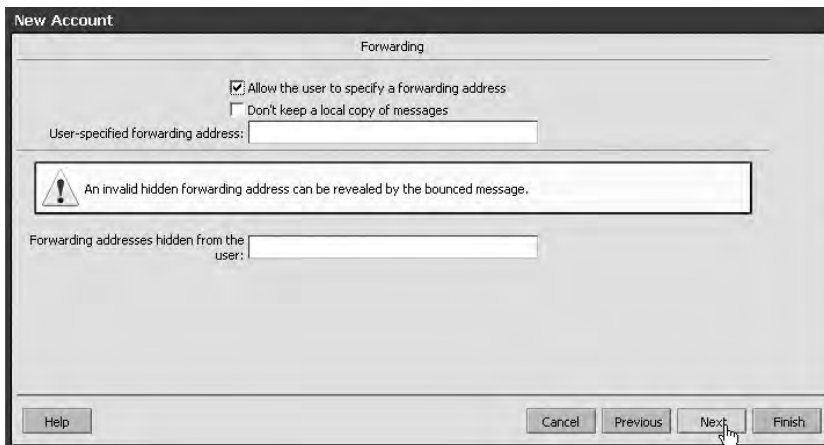 New Account
Forwarding
Allow the user to specify a forwarding address
Don't keep a local copy of messages
User-specified forwarding address:
An invalid hidden forwarding address can be revealed by the bounced message.
Forwarding addresses hidden from the
user:
Help Cancel Previous Next Finish